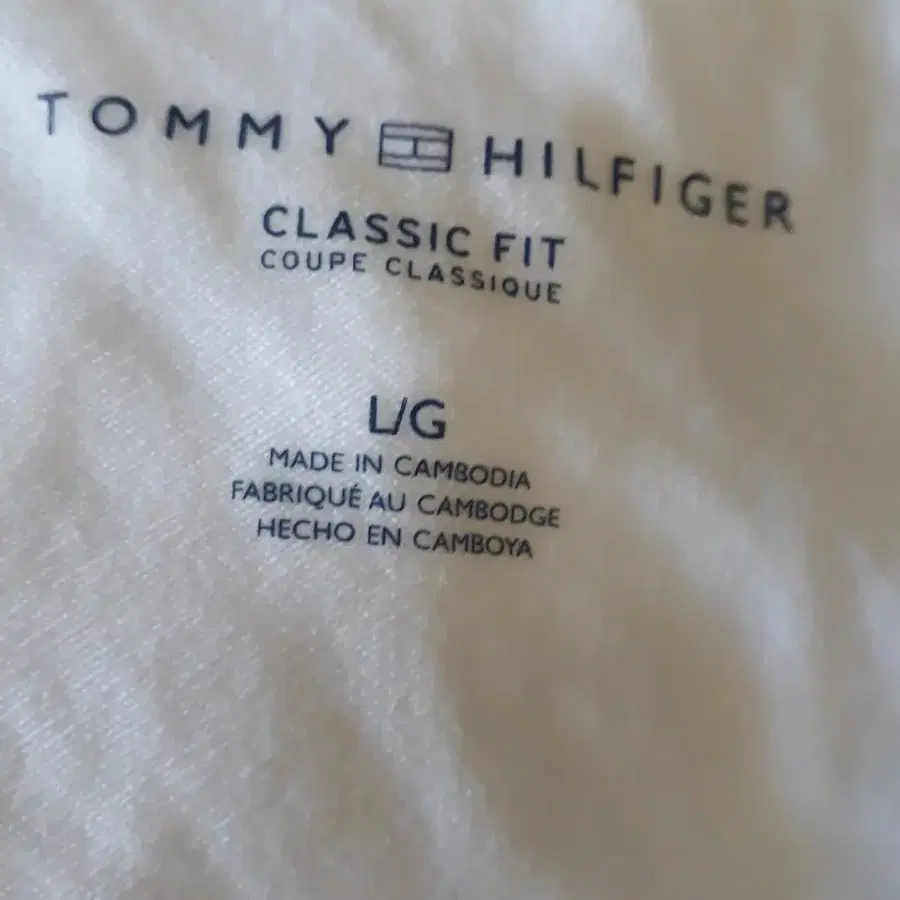 TOMMY HILFIGER
CLASSIC FIT
COUPE CLASSIQUE
L/G
MADE IN CAMBODIA
FABRIQUÉ AU CAMBODGE
HECHO EN CAMBOYA